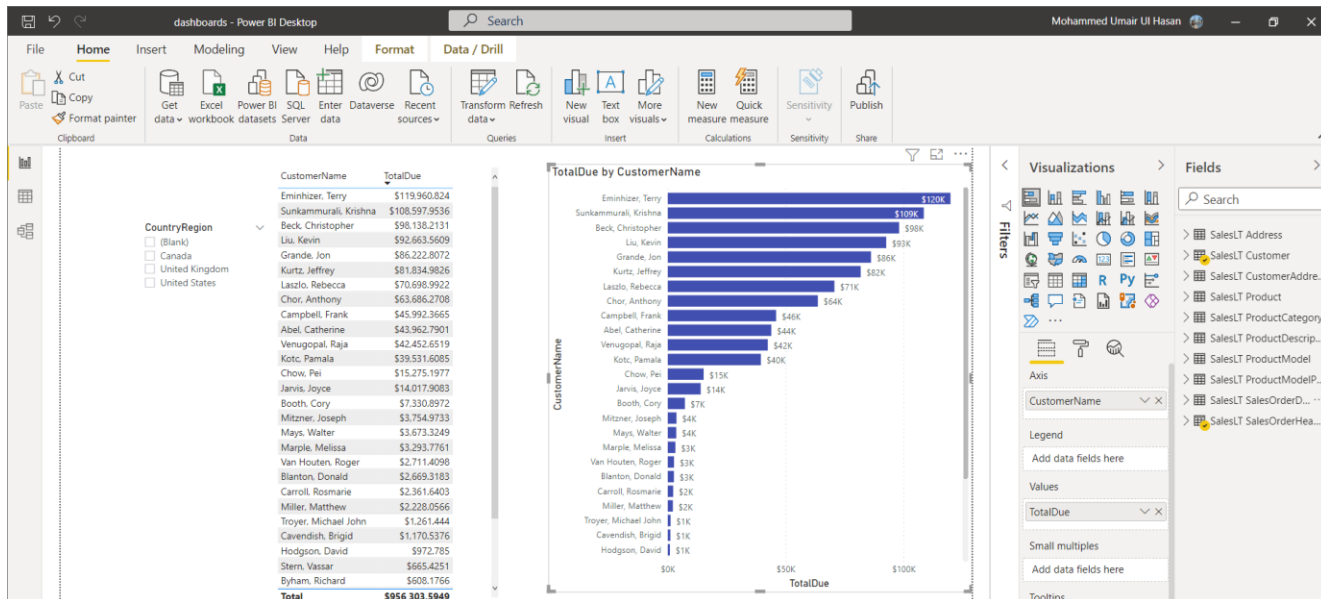 dashboards - Power BI Desktop
Search
Mohammed Umair Ul Hasan
File Home Insert Modeling View Help Format Data / Drill
Paste
Cut
Copy
Format painter
Get data
Excel workbook
Power BI datasets
SQL Server
Enter data
Dataverse
Recent sources
Transform data
Refresh
New visual
Text box
More visuals
New measure
Quick measure
Sensitivity
Publish
Clipboard
Data
Queries
Insert
Calculations
Sensitivity
Share
CountryRegion
(Blank)
Canada
United Kingdom
United States
CustomerName TotalDue
Eminhizer, Terry $119.960.824
Sunkammurali, Krishna $108.597.9536
Beck, Christopher $98.138.2131
Liu. Kevin $92.663.5609
Grande, Jon $86.222.8072
Kurtz, Jeffrey $81.834.9826
Laszlo, Rebecca $70.698.9922
Chor, Anthony $63,686.2708
Campbell, Frank $45.992.3665
Abel, Catherine $43,962.7901
Venugopal, Raja $42,452.6519
Kotc, Pamala $39.531.6085
Chow, Pei $15.275.1977
Jarvis, Joyce $14.017.9083
Booth, Cory $7,330.8972
Mitzner, Joseph $3,754.9733
Mays, Walter $3.673.3249
Marple, Melissa $3,293.7761
Van Houten, Roger $2,711.4098
Blanton, Donald $2,669.3183
Carroll, Rosmarie $2,361.6403
Miller, Matthew $2,228.0566
Troyer, Michael John $1.261.444
Cavendish, Brigid $1,170.5376
Hodgson, David $972.785
Stern, Vassar $665.4251
Byham, Richard $608.1766
Total $956,303.5949
TotalDue by CustomerName
CustomerName
Eminhizer, Terry $120K
Sunkammurali, Krishna $109K
Beck, Christopher $98K
Liu, Kevin $93K
Grande, Jon $86K
Kurtz, Jeffrey $82K
Laszlo, Rebecca $71K
Chor, Anthony $64K
Campbell, Frank $46K
Abel, Catherine $44K
Venugopal, Raja $42K
Kotc, Pamala $40K
Chow, Pei $15K
Jarvis, Joyce $14K
Booth, Cory $7K
Mitzner, Joseph $4K
Mays, Walter $4K
Marple, Melissa $3K
Van Houten, Roger $3K
Blanton, Donald $3K
Carroll, Rosmarie $2K
Miller, Matthew $2K
Troyer, Michael John $1K
Cavendish, Brigid $1K
Hodgson, David $1K
$0K $50K $100K
TotalDue
Filters
Visualizations
R Py
123
Axis
CustomerName
Legend
Add data fields here
Values
TotalDue
Small multiples
Add data fields here
Tooltips
Fields
Search
SalesLT Address
SalesLT Customer
SalesLT CustomerAddre...
SalesLT Product
SalesLT ProductCategory
SalesLT ProductDescrip...
SalesLT ProductModel
SalesLT ProductModelP...
SalesLT SalesOrderD...
SalesLT SalesOrderHea...